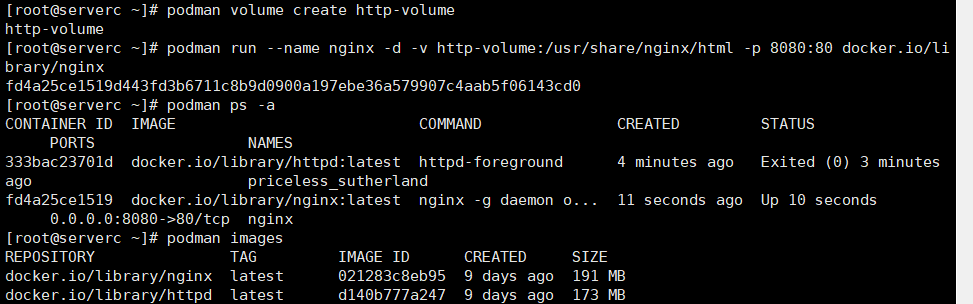 [root@serverc ~]# podman volume create http-volume
http-volume
[root@serverc ~]# podman run --name nginx -d -v http-volume:/usr/share/nginx/html -p 8080:80 docker.io/li
brary/nginx
fd4a25ce1519d443fd3b6711c8b9d0900a197ebe36a579907c4aab5f06143cd0
[root@serverc ~]# podman ps -a
CONTAINER ID  IMAGE                           COMMAND               CREATED         STATUS
     PORTS                 NAMES
333bac23701d  docker.io/library/httpd:latest  httpd-foreground      4 minutes ago   Exited (0) 3 minutes
ago                        priceless_sutherland
fd4a25ce1519  docker.io/library/nginx:latest  nginx -g daemon o...  11 seconds ago  Up 10 seconds
     0.0.0.0:8080->80/tcp  nginx
[root@serverc ~]# podman images
REPOSITORY               TAG         IMAGE ID      CREATED     SIZE
docker.io/library/nginx  latest      021283c8eb95  9 days ago  191 MB
docker.io/library/httpd  latest      d140b777a247  9 days ago  173 MB